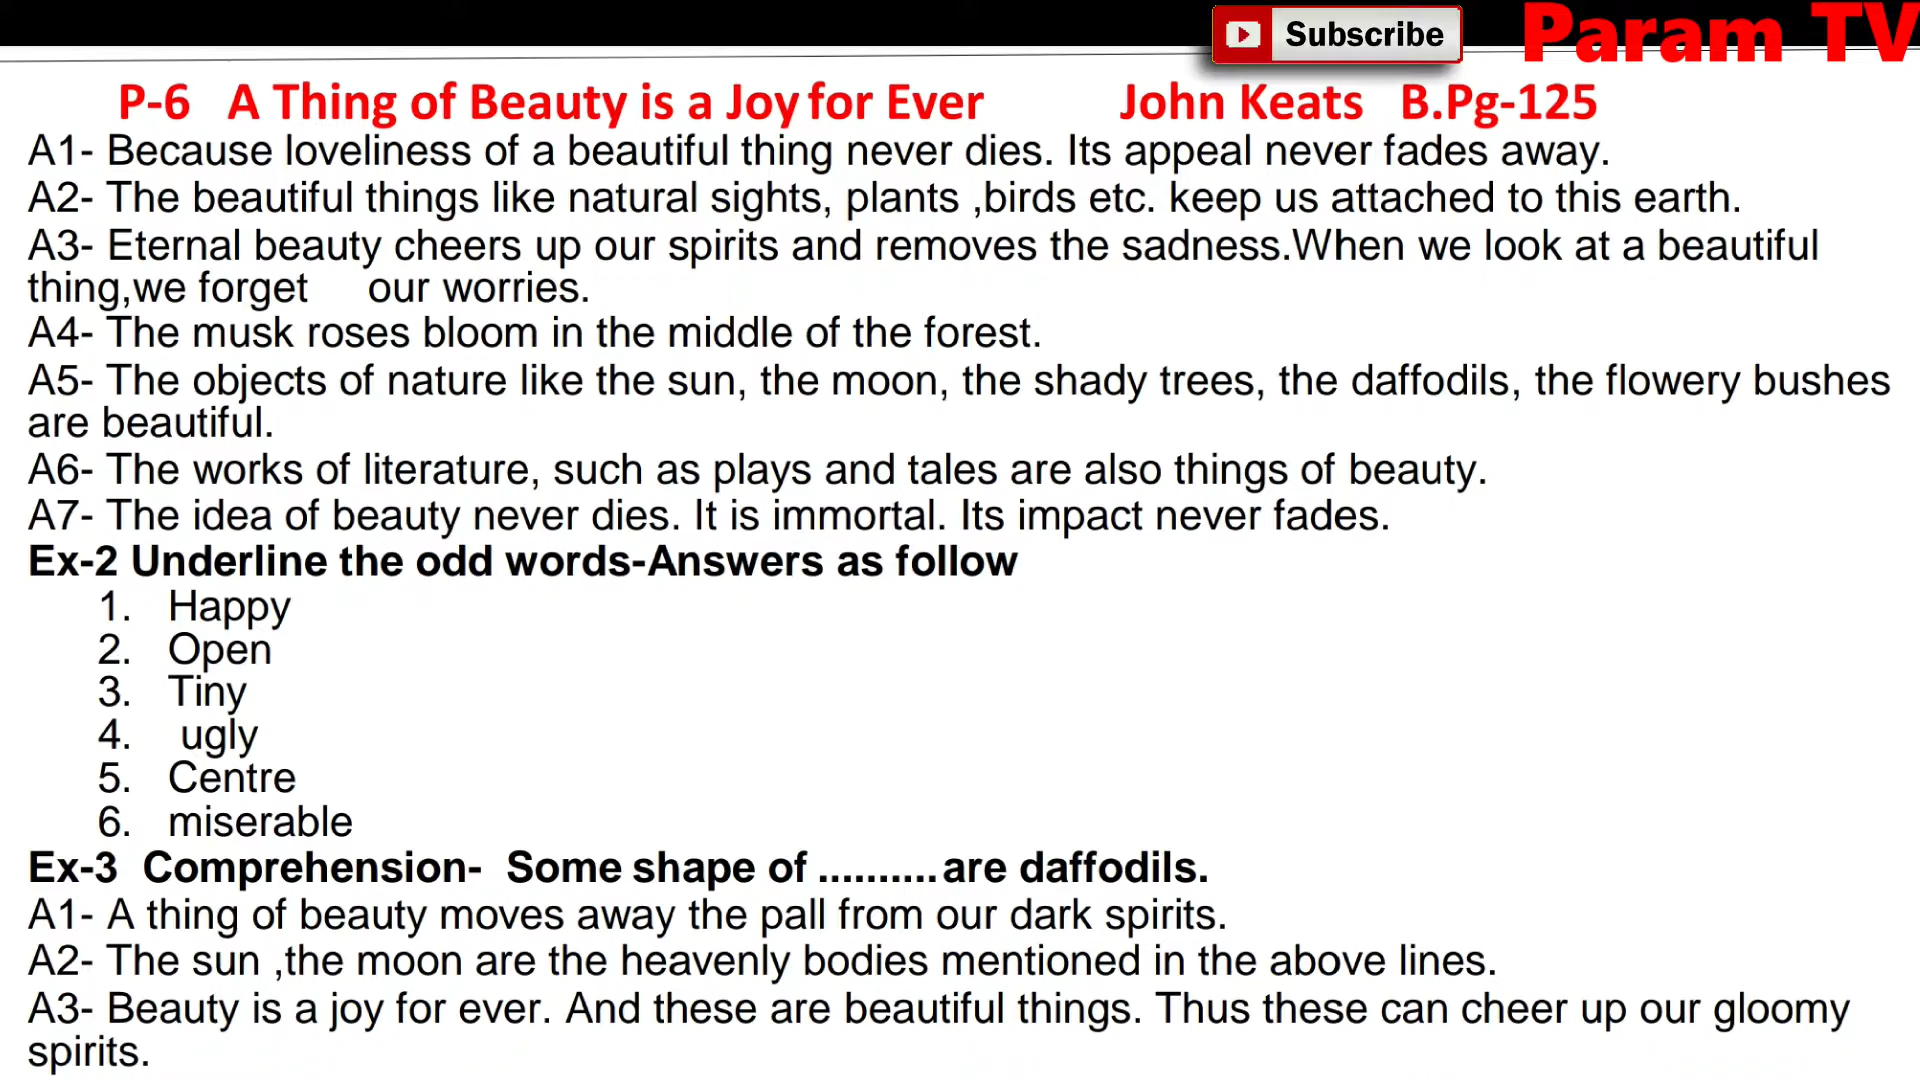 Subscribe Param TV
P-6 A Thing of Beauty is a Joy for Ever John Keats B.Pg-125
A1- Because loveliness of a beautiful thing never dies. Its appeal never fades away.
A2- The beautiful things like natural sights, plants ,birds etc. keep us attached to this earth.
A3- Eternal beauty cheers up our spirits and removes the sadness.When we look at a beautiful
thing,we forget our worries.
A4- The musk roses bloom in the middle of the forest.
A5- The objects of nature like the sun, the moon, the shady trees, the daffodils, the flowery bushes
are beautiful.
A6- The works of literature, such as plays and tales are also things of beauty.
A7- The idea of beauty never dies. It is immortal. Its impact never fades.
Ex-2 Underline the odd words-Answers as follow
1. Happy
2. Open
3. Tiny
4. ugly
5. Centre
6. miserable
Ex-3 Comprehension- Some shape of ..........are daffodils.
A1- A thing of beauty moves away the pall from our dark spirits.
A2- The sun ,the moon are the heavenly bodies mentioned in the above lines.
A3- Beauty is a joy for ever. And these are beautiful things. Thus these can cheer up our gloomy
spirits.